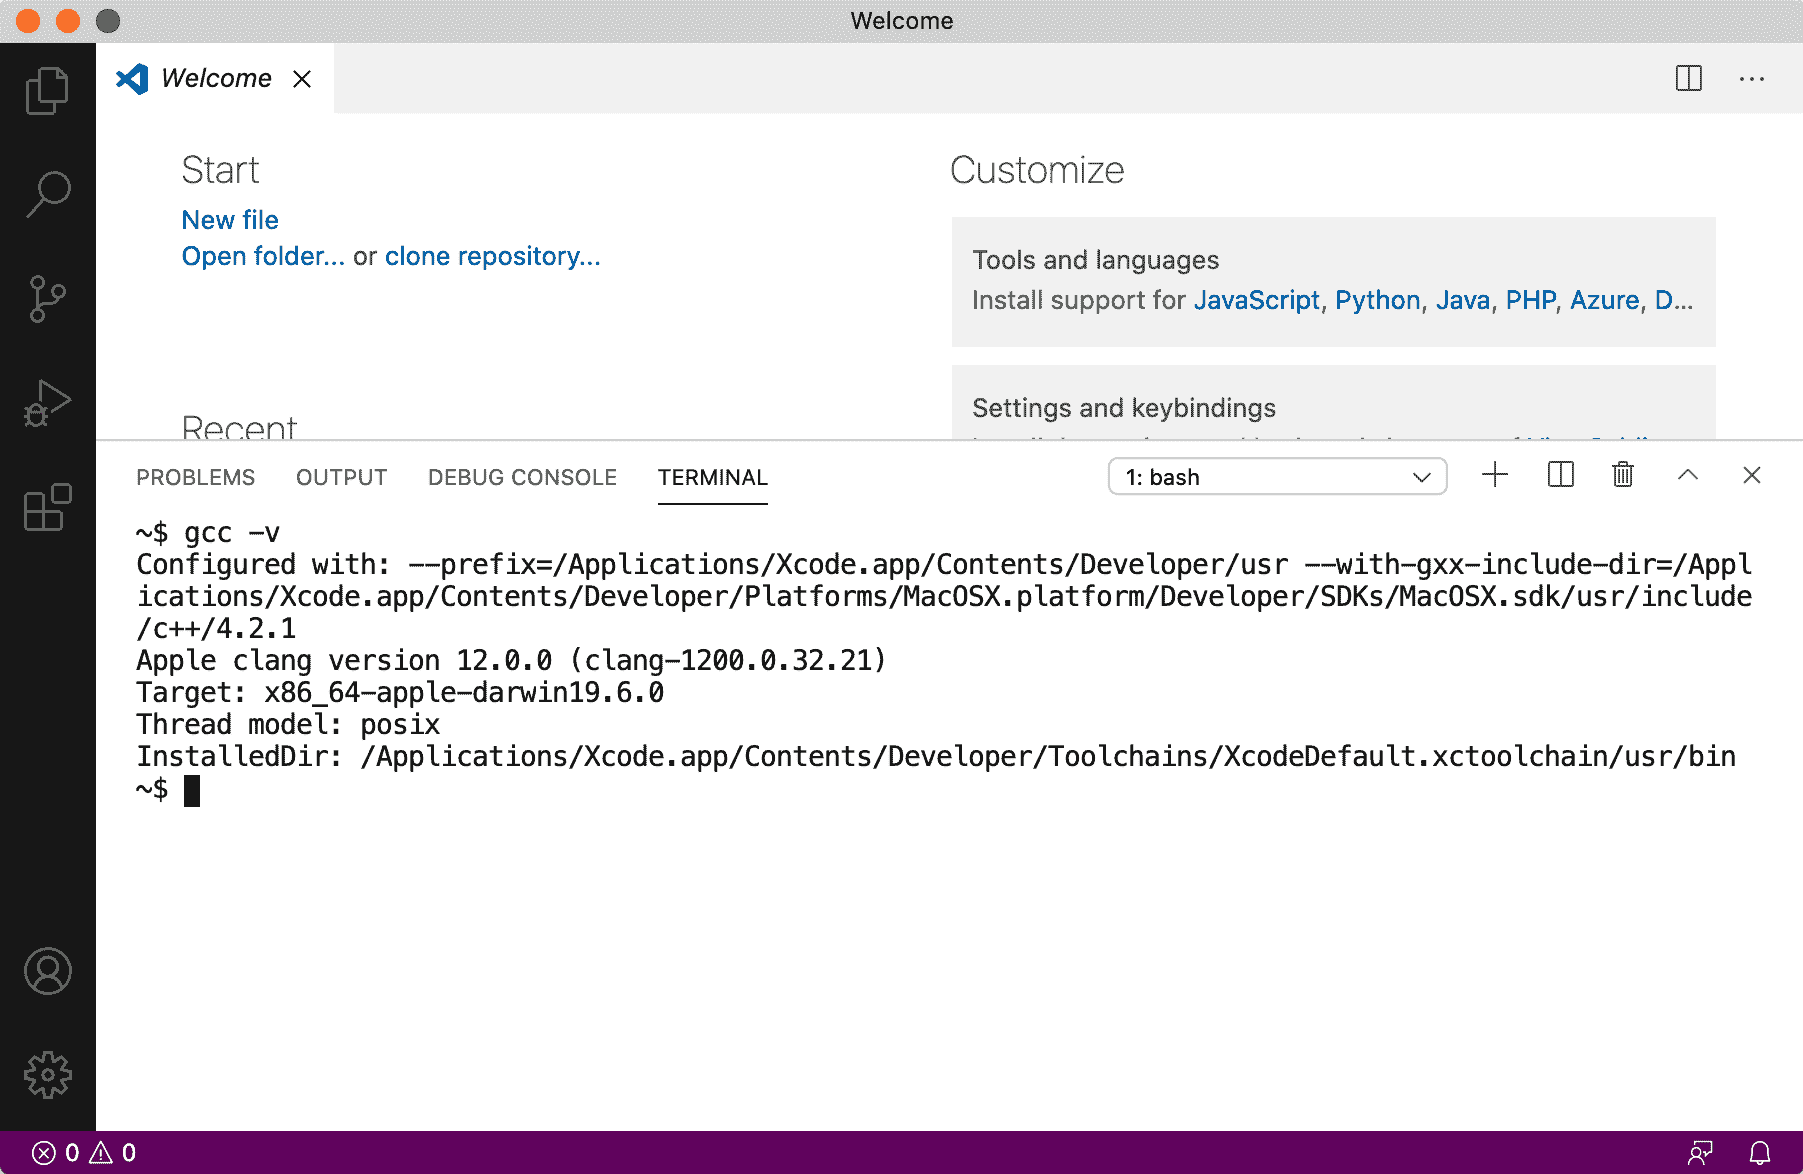 Welcome
Welcome
Start
New file
Open folder... or clone repository...
Recent
Customize
Tools and languages
Install support for JavaScript, Python, Java, PHP, Azure, D...
Settings and keybindings
PROBLEMS OUTPUT DEBUG CONSOLE TERMINAL 1: bash
~$ gcc -v
Configured with: --prefix=/Applications/Xcode.app/Contents/Developer/usr --with-gxx-include-dir=/Appl
ications/Xcode.app/Contents/Developer/Platforms/MacOSX.platform/Developer/SDKs/MacOSX.sdk/usr/include
/c++/4.2.1
Apple clang version 12.0.0 (clang-1200.0.32.21)
Target: x86_64-apple-darwin19.6.0
Thread model: posix
InstalledDir: /Applications/Xcode.app/Contents/Developer/Toolchains/XcodeDefault.xctoolchain/usr/bin
~$
0 0